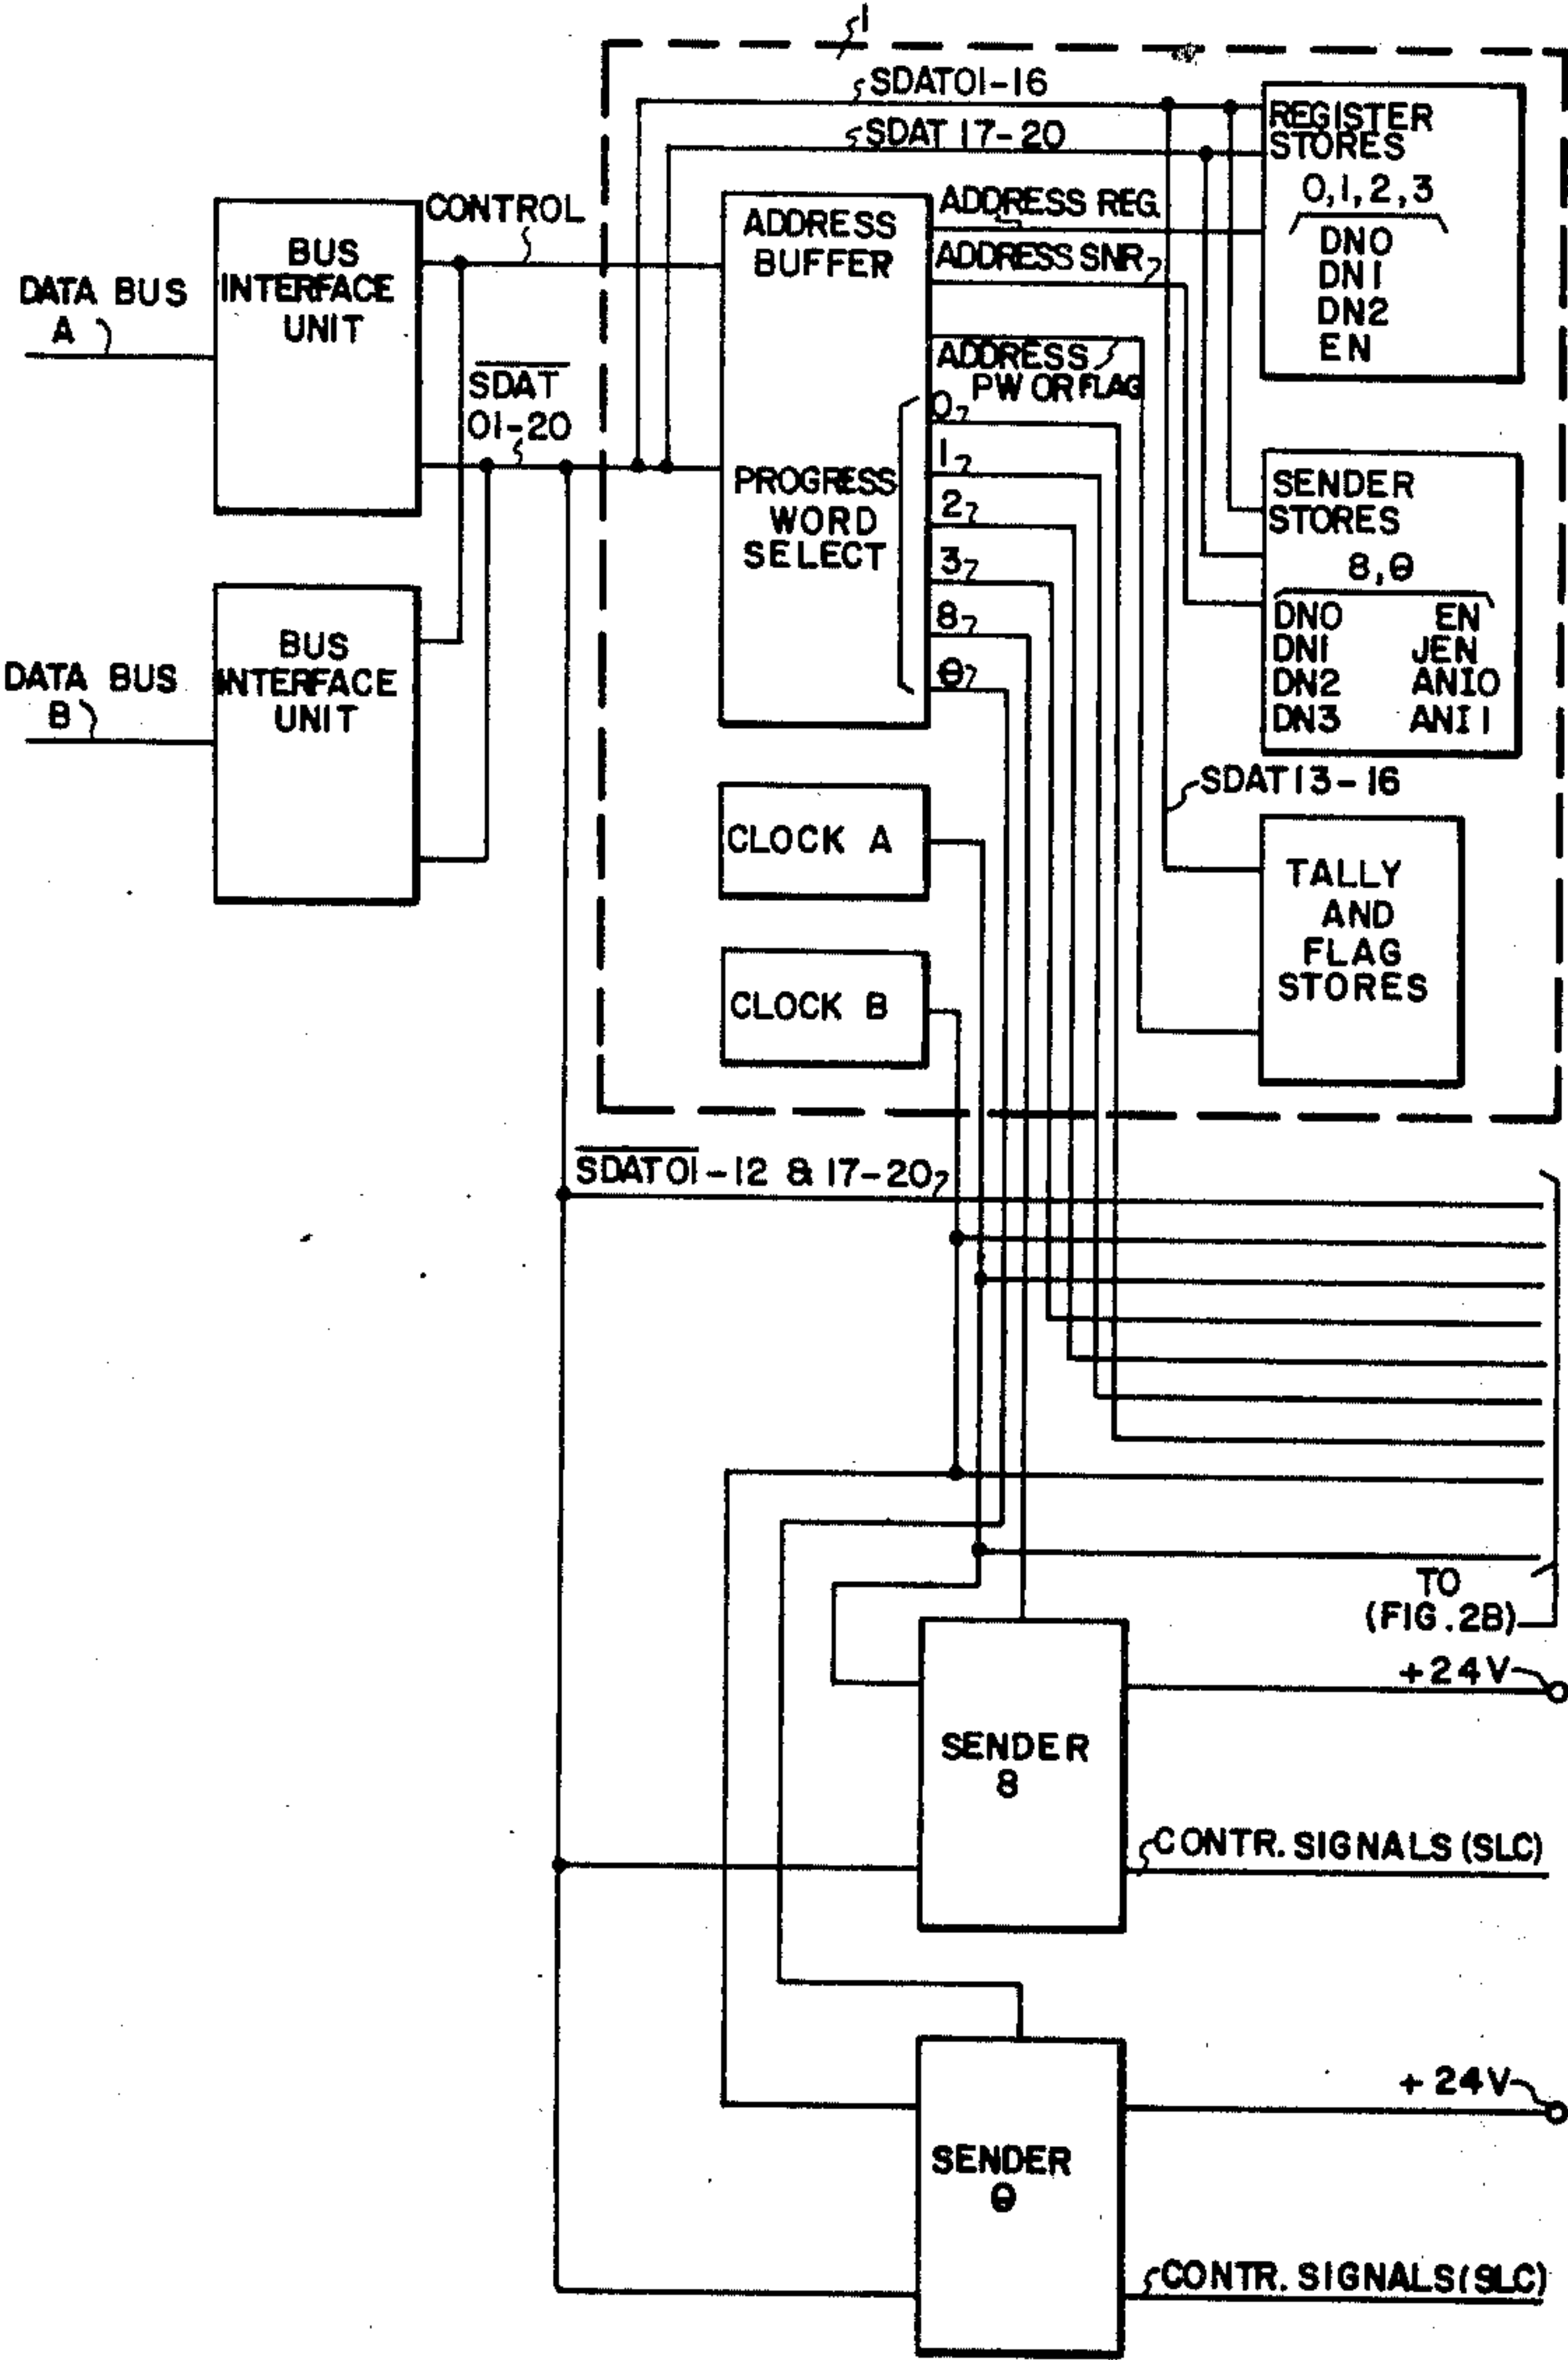 1
SDAT01-16
SDAT 17-20
REGISTER
STORES
0,1,2,3
DN0
DN1
DN2
EN
CONTROL
ADDRESS
BUFFER
ADDRESS REG.
ADDRESS SNR
ADDRESS
PW OR FLAG
DATA BUS
A
BUS
INTERFACE
UNIT
SDAT
01-20
PROGRESS
WORD
SELECT
0
1
2
3
8
Θ
SENDER
STORES
8,Θ
DN0 EN
DN1 JEN
DN2 ANI0
DN3 ANI1
DATA BUS
B
BUS
INTERFACE
UNIT
SDAT13-16
CLOCK A
TALLY
AND
FLAG
STORES
CLOCK B
SDAT01-12 & 17-20
TO
(FIG.2B)
+24V
SENDER
8
CONTR. SIGNALS (SLC)
+24V
SENDER
Θ
CONTR. SIGNALS (SLC)